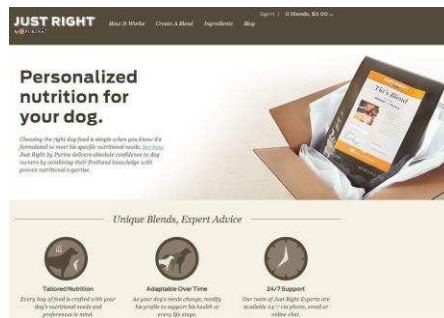 JUST RIGHT
by PURINA
How It Works Create A Blend Ingredients Blog
Sign In | 0 Blends, $0.00
Personalized
nutrition for
your dog.
Choosing the right dog food is simple when you know it's
formulated to meet his specific nutritional needs. See how
Just Right by Purina delivers absolute confidence to dog
owners by combining their firsthand knowledge with
proven nutritional expertise.
JUST RIGHT
Tia's Blend
Unique Blends, Expert Advice
Tailored Nutrition
Every bag of food is crafted with your
dog's nutritional needs and
preferences in mind.
Adaptable Over Time
As your dog's needs change, modify
his profile to support his health at
every life stage.
24/7 Support
Our team of Just Right Experts are
available 24/7 via phone, email or
online chat.